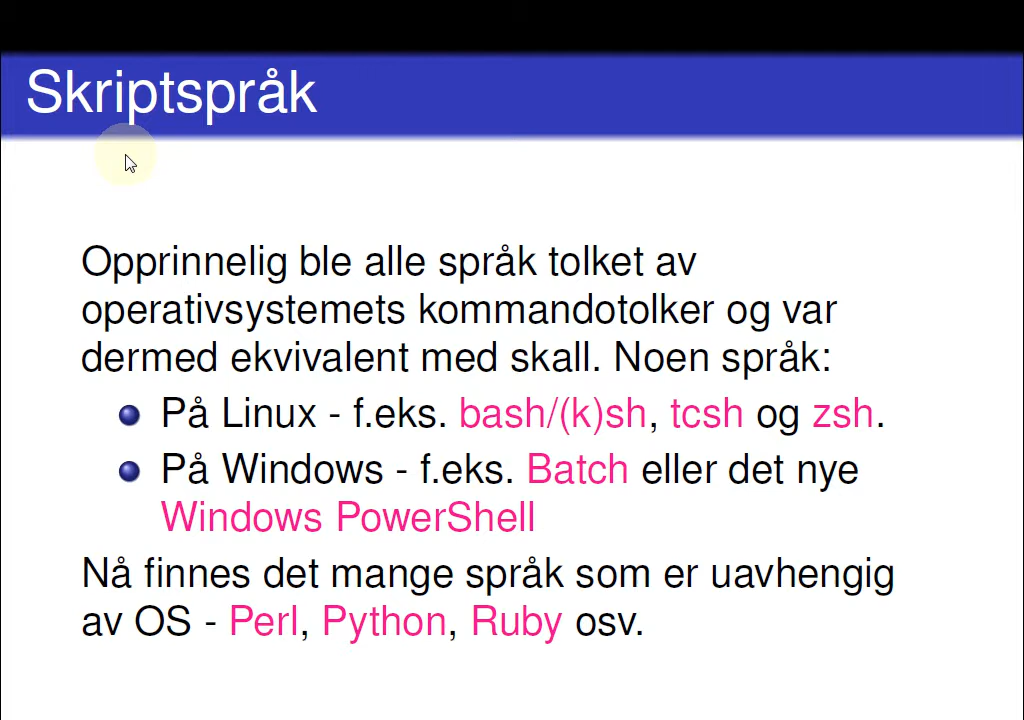 Skriptspråk
Opprinnelig ble alle språk tolket av
operativsystemets kommandotolker og var
dermed ekvivalent med skall. Noen språk:
På Linux - f.eks. bash/(k)sh, tcsh og zsh.
På Windows - f.eks. Batch eller det nye
Windows PowerShell
Nå finnes det mange språk som er uavhengig
av OS - Perl, Python, Ruby osv.